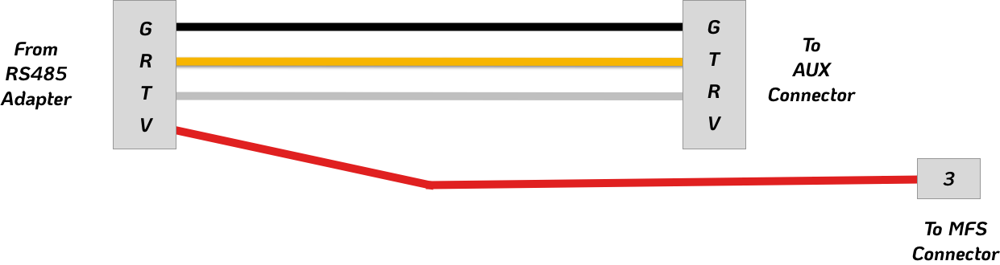 From
RS485
Adapter
G
R
T
V
G
T
R
V
To
AUX
Connector
3
To MFS
Connector